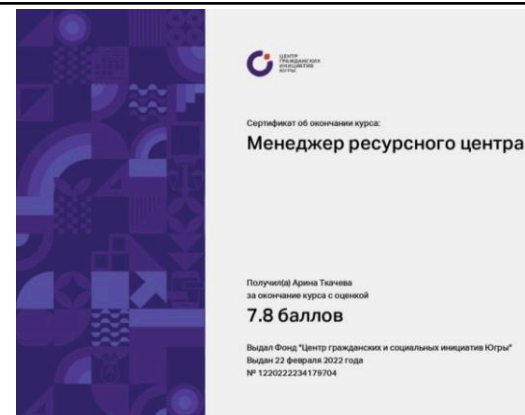 ЦЕНТР
ГРАЖДАНСКИХ
ИНИЦИАТИВ
ЮГРЫ
Сертификат об окончании курса:
Менеджер ресурсного центра
Получил(а) Арина Ткачева
за окончание курса с оценкой
7.8 баллов
Выдал Фонд "Центр гражданских и социальных инициатив Югры"
Выдан 22 февраля 2022 года
№ 1220222234179704